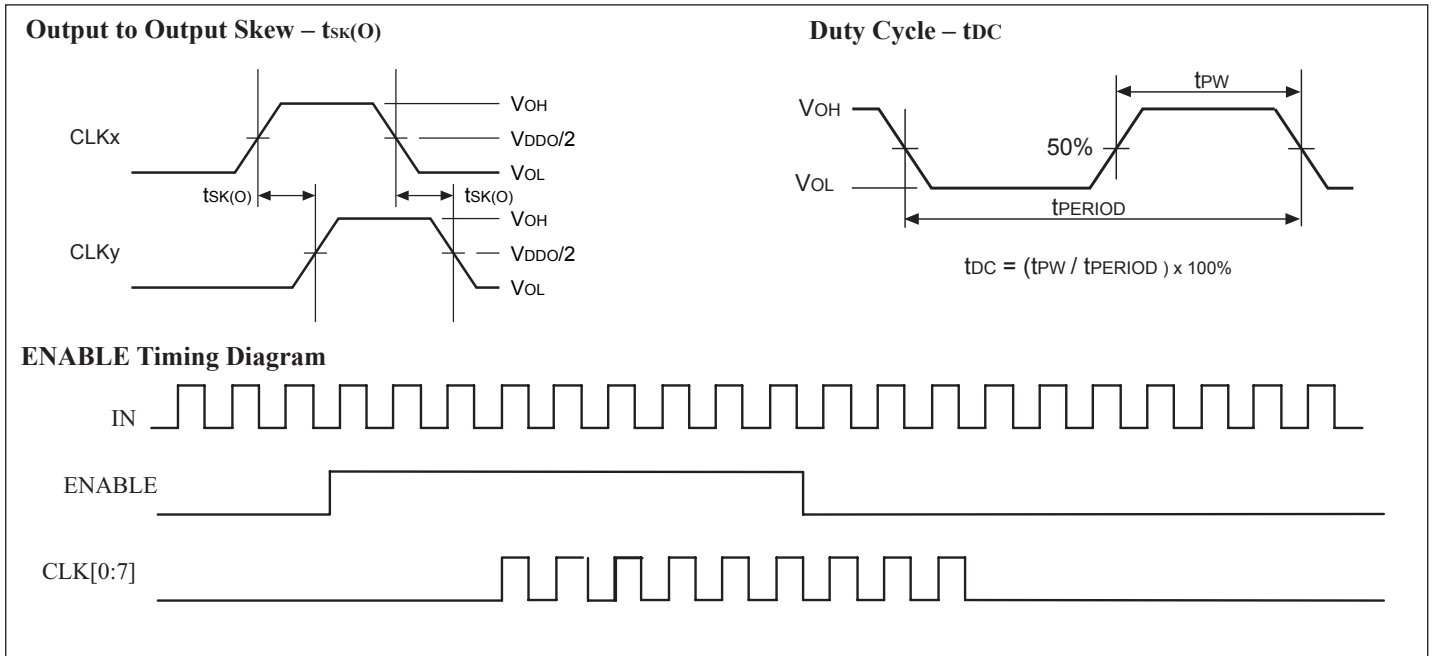 Output to Output Skew – tSK(O)
CLKx
VOH
VDDO/2
VOL
tSK(O)
tSK(O)
CLKy
VOH
VDDO/2
VOL
Duty Cycle – tDC
tPW
VOH
50%
VOL
tPERIOD
tDC = (tPW / tPERIOD ) x 100%
ENABLE Timing Diagram
IN
ENABLE
CLK[0:7]